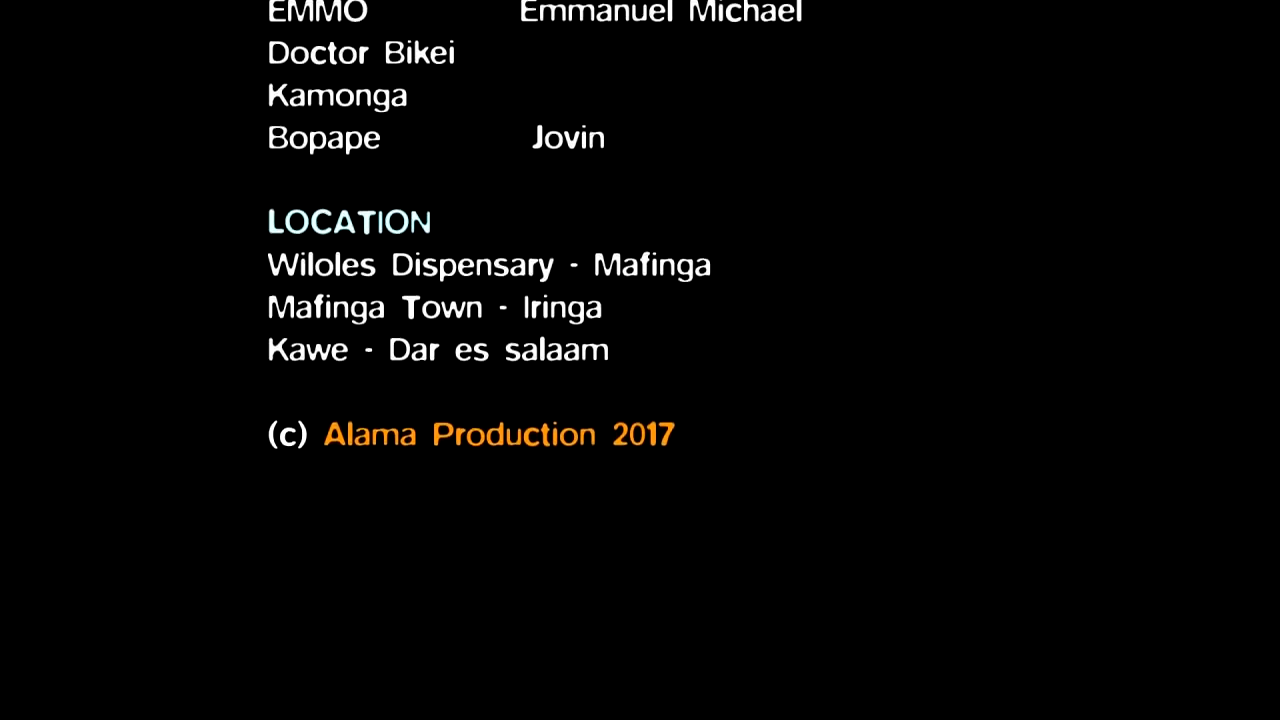 EMMO Emmanuel Michael
Doctor Bikei
Kamonga
Bopape Jovin
LOCATION
Wiloles Dispensary - Mafinga
Mafinga Town - Iringa
Kawe - Dar es salaam
(c) Alama Production 2017